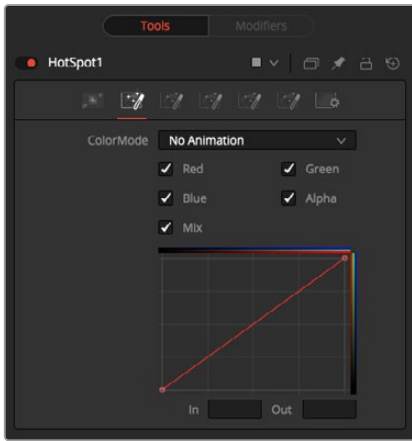 Tools Modifiers
HotSpot1
ColorMode No Animation
Red Green
Blue Alpha
Mix
In Out